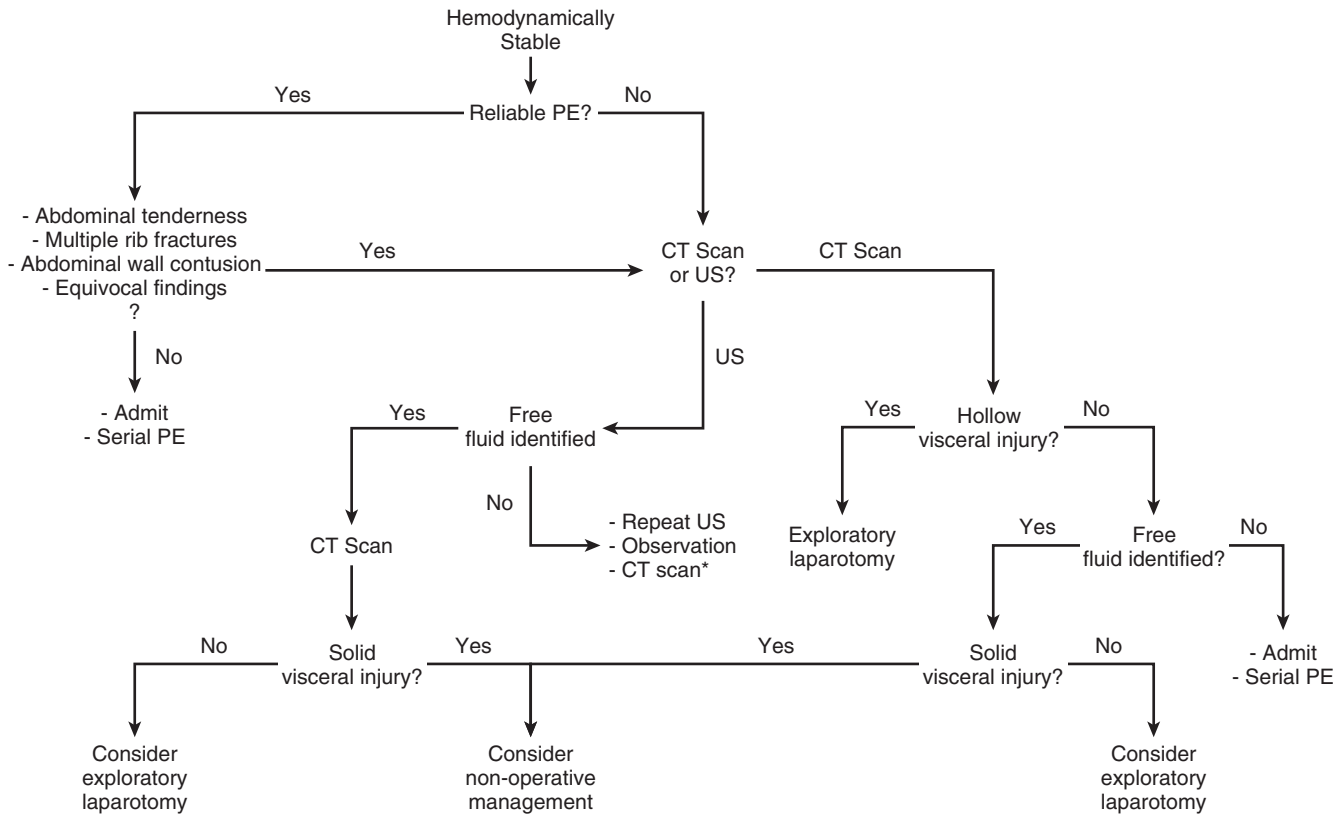 Hemodynamically
Stable
Yes
Reliable PE?
No
- Abdominal tenderness
- Multiple rib fractures
- Abdominal wall contusion
- Equivocal findings
?
Yes
CT Scan
or US?
CT Scan
No
US
- Admit
- Serial PE
Yes
Free
fluid identified
No
- Repeat US
- Observation
- CT scan*
Yes
Hollow
visceral injury?
No
CT Scan
Exploratory
laparotomy
Yes
Free
fluid identified?
No
No
Solid
visceral injury?
Yes
Yes
Solid
visceral injury?
No
- Admit
- Serial PE
Consider
exploratory
laparotomy
Consider
non-operative
management
Consider
exploratory
laparotomy